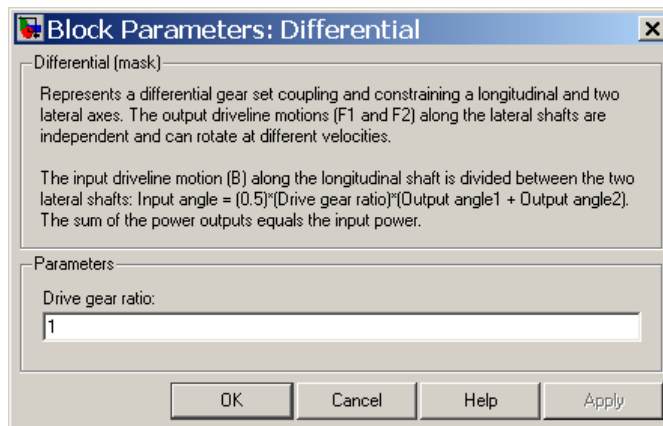 Block Parameters: Differential
Differential (mask)
Represents a differential gear set coupling and constraining a longitudinal and two
lateral axes. The output driveline motions (F1 and F2) along the lateral shafts are
independent and can rotate at different velocities.
The input driveline motion (B) along the longitudinal shaft is divided between the two
lateral shafts: Input angle = (0.5)*(Drive gear ratio)*(Output angle1 + Output angle2).
The sum of the power outputs equals the input power.
Parameters
Drive gear ratio:
1
OK Cancel Help Apply